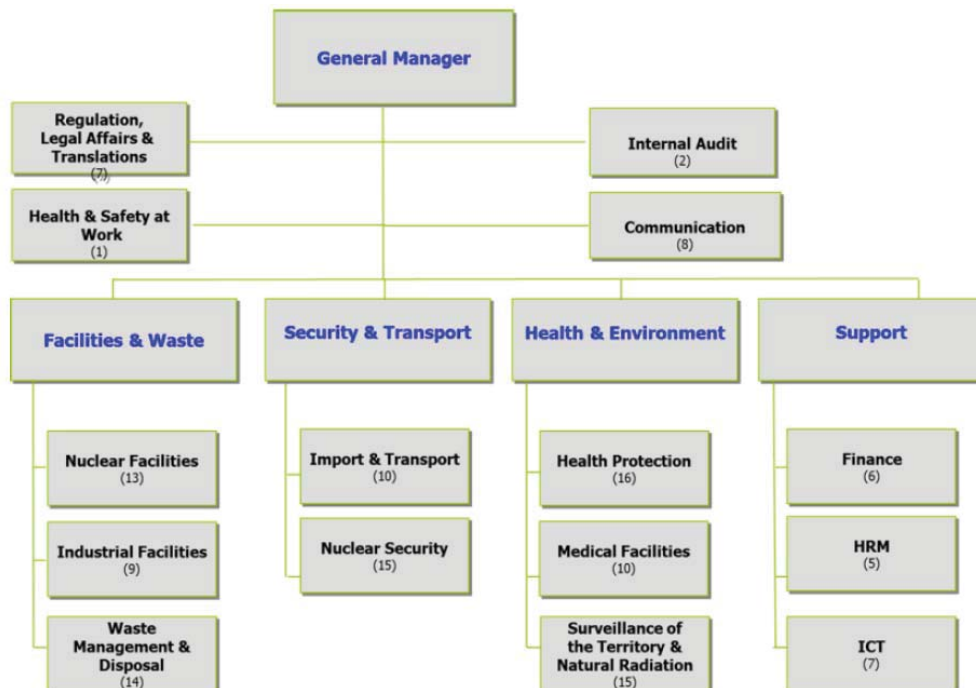 General Manager
Regulation,
Legal Affairs &
Translations
(7)
Internal Audit
(2)
Health & Safety at
Work
(1)
Communication
(8)
Facilities & Waste
Security & Transport
Health & Environment
Support
Nuclear Facilities
(13)
Import & Transport
(10)
Health Protection
(16)
Finance
(6)
Industrial Facilities
(9)
Nuclear Security
(15)
Medical Facilities
(10)
HRM
(5)
Waste
Management &
Disposal
(14)
Surveillance of
the Territory &
Natural Radiation
(15)
ICT
(7)